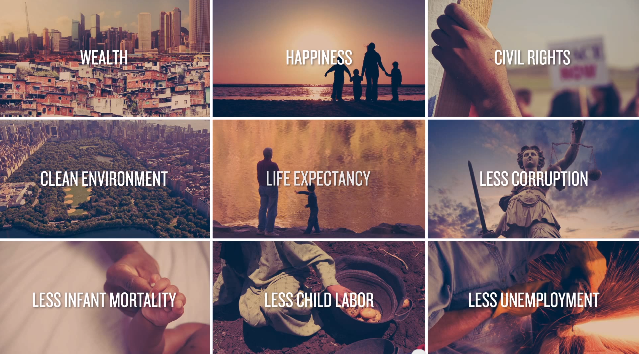 WEALTH
HAPPINESS
CIVIL RIGHTS
CLEAN ENVIRONMENT
LIFE EXPECTANCY
LESS CORRUPTION
LESS INFANT MORTALITY
LESS CHILD LABOR
LESS UNEMPLOYMENT